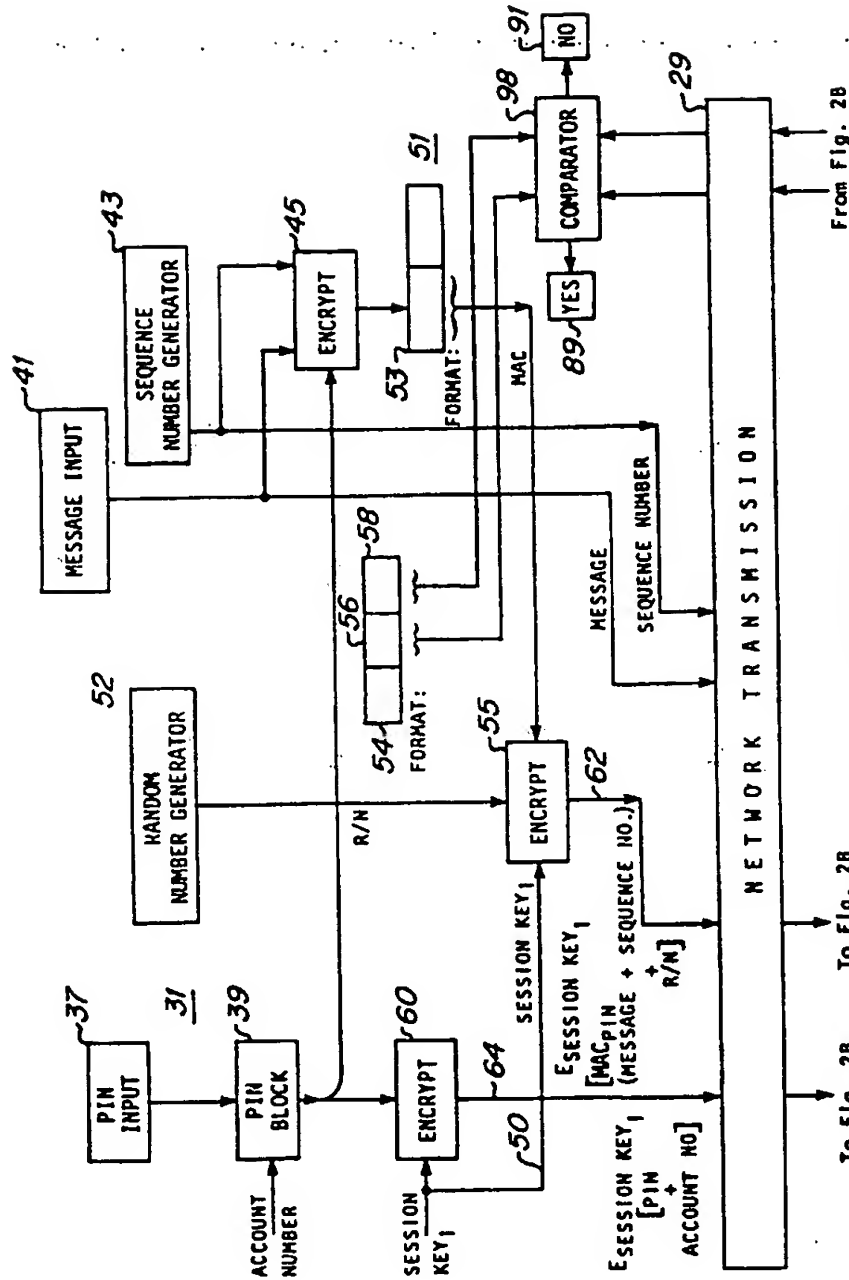 37
PIN
INPUT
31
39
PIN
BLOCK
ACCOUNT
NUMBER
60
ENCRYPT
SESSION
KEY1
64
50
ESESSION KEY1
[PIN
+
ACCOUNT NO]
52
RANDOM
NUMBER GENERATOR
R/N
SESSION KEY1
55
ENCRYPT
62
ESESSION KEY1
[MACPIN
(MESSAGE + SEQUENCE NO.)
+
R/N]
41
MESSAGE INPUT
43
SEQUENCE
NUMBER GENERATOR
45
ENCRYPT
53
51
FORMAT:
MAC
54
56
58
FORMAT:
MESSAGE
SEQUENCE NUMBER
98
COMPARATOR
91
NO
YES
89
29
NETWORK TRANSMISSION
To Fig. 2B
To Fig. 2B
From Fig. 2B